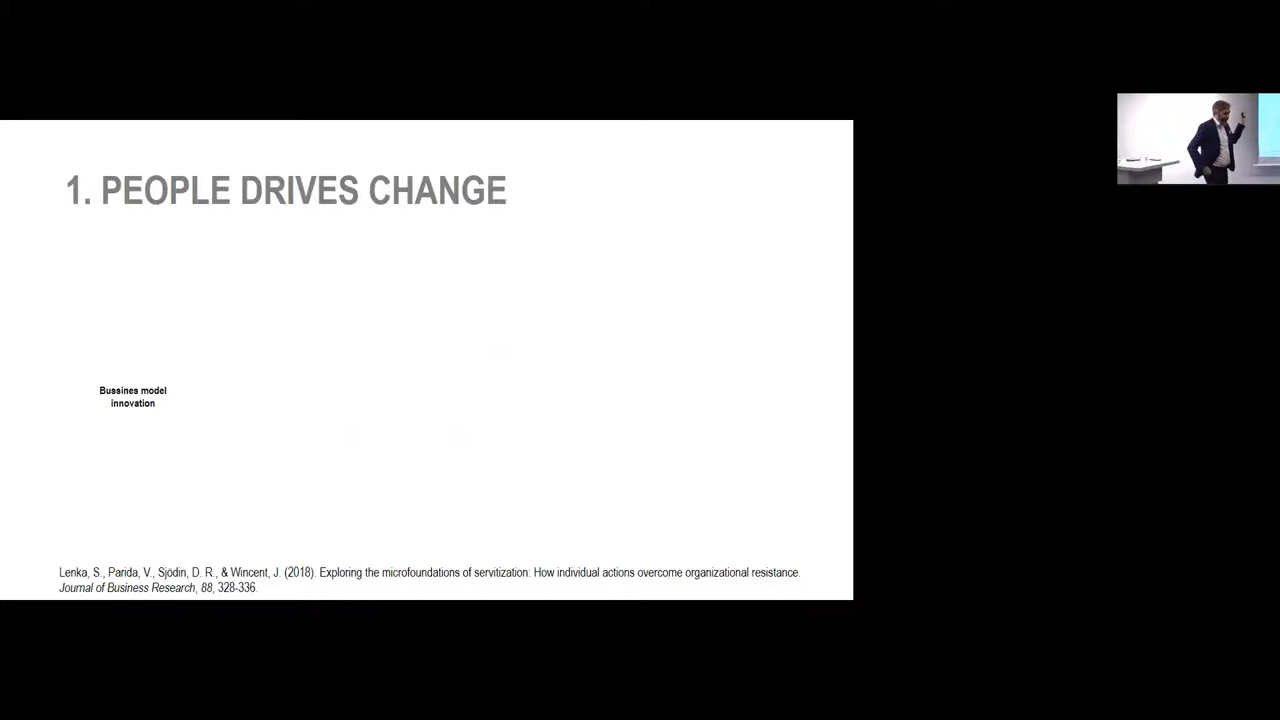 1. PEOPLE DRIVES CHANGE
Bussines model
innovation
Lenka, S., Parida, V., Sjödin, D. R., & Wincent, J. (2018). Exploring the microfoundations of servitization: How individual actions overcome organizational resistance.
Journal of Business Research, 88, 328-336.